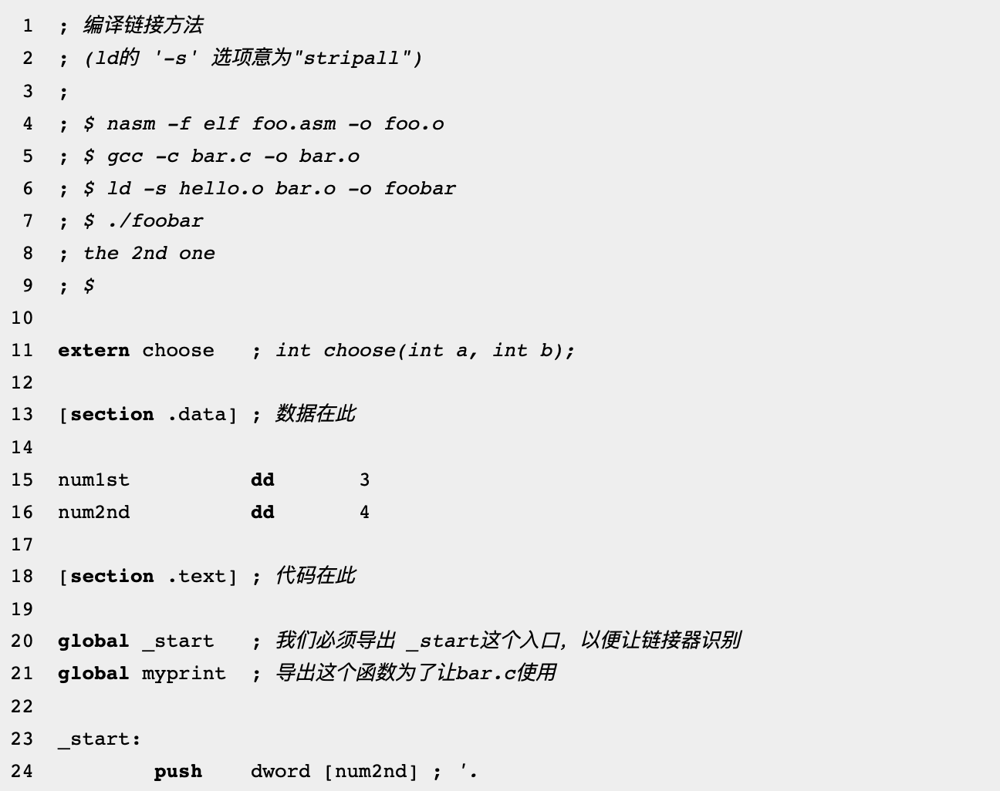 1 ; 编译链接方法
2 ; (ld的 '-s' 选项意为"stripall")
3 ;
4 ; $ nasm -f elf foo.asm -o foo.o
5 ; $ gcc -c bar.c -o bar.o
6 ; $ ld -s hello.o bar.o -o foobar
7 ; $ ./foobar
8 ; the 2nd one
9 ; $
10
11 extern choose ; int choose(int a, int b);
12
13 [section .data] ; 数据在此
14
15 num1st dd 3
16 num2nd dd 4
17
18 [section .text] ; 代码在此
19
20 global _start ; 我们必须导出 _start这个入口，以便让链接器识别
21 global myprint ; 导出这个函数为了让bar.c使用
22
23 _start:
24 push dword [num2nd] ; '.